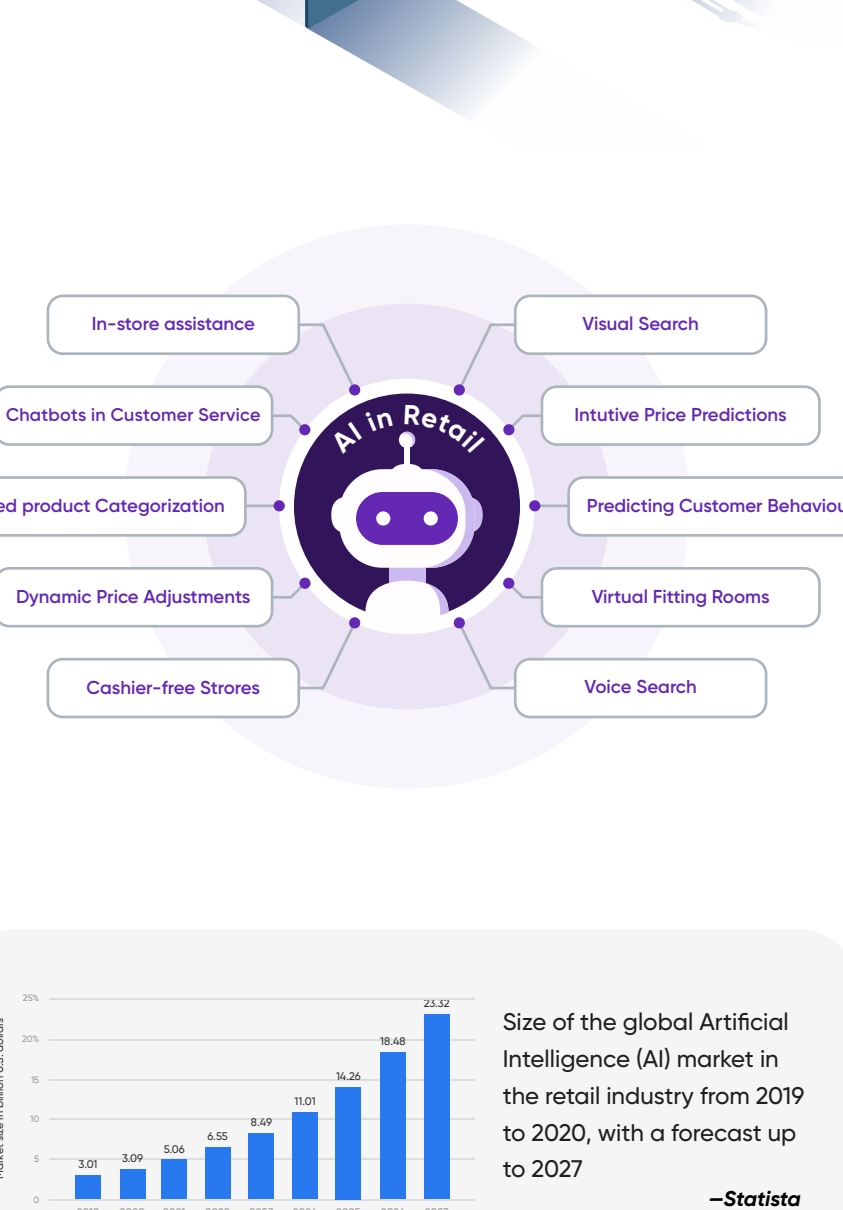 In-store assistance
Visual Search
AI in Retail
Chatbots in Customer Service
Intutive Price Predictions
product Categorization
Predicting Customer
Dynamic Price Adjustments
Virtual Fitting Rooms
Cashier-free Strores
Voice Search
25%
20%
15
10
5
0
3.01
3.09
5.06
6.55
8.49
11.01
14.26
18.48
23.32
Size of the global Artificial
Intelligence (AI) market in
the retail industry from 2019
to 2020, with a forecast up
to 2027
—Statista